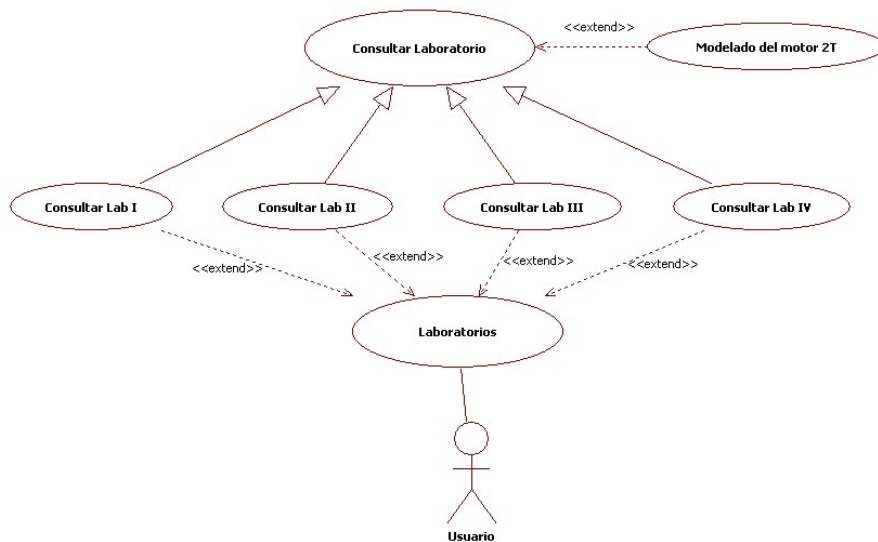 <<extend>>
Consultar Laboratorio
Modelado del motor 2T
Consultar Lab I
Consultar Lab II
Consultar Lab III
Consultar Lab IV
<<extend>>
<<extend>>
<<extend>>
<<extend>>
Laboratorios
Usuario